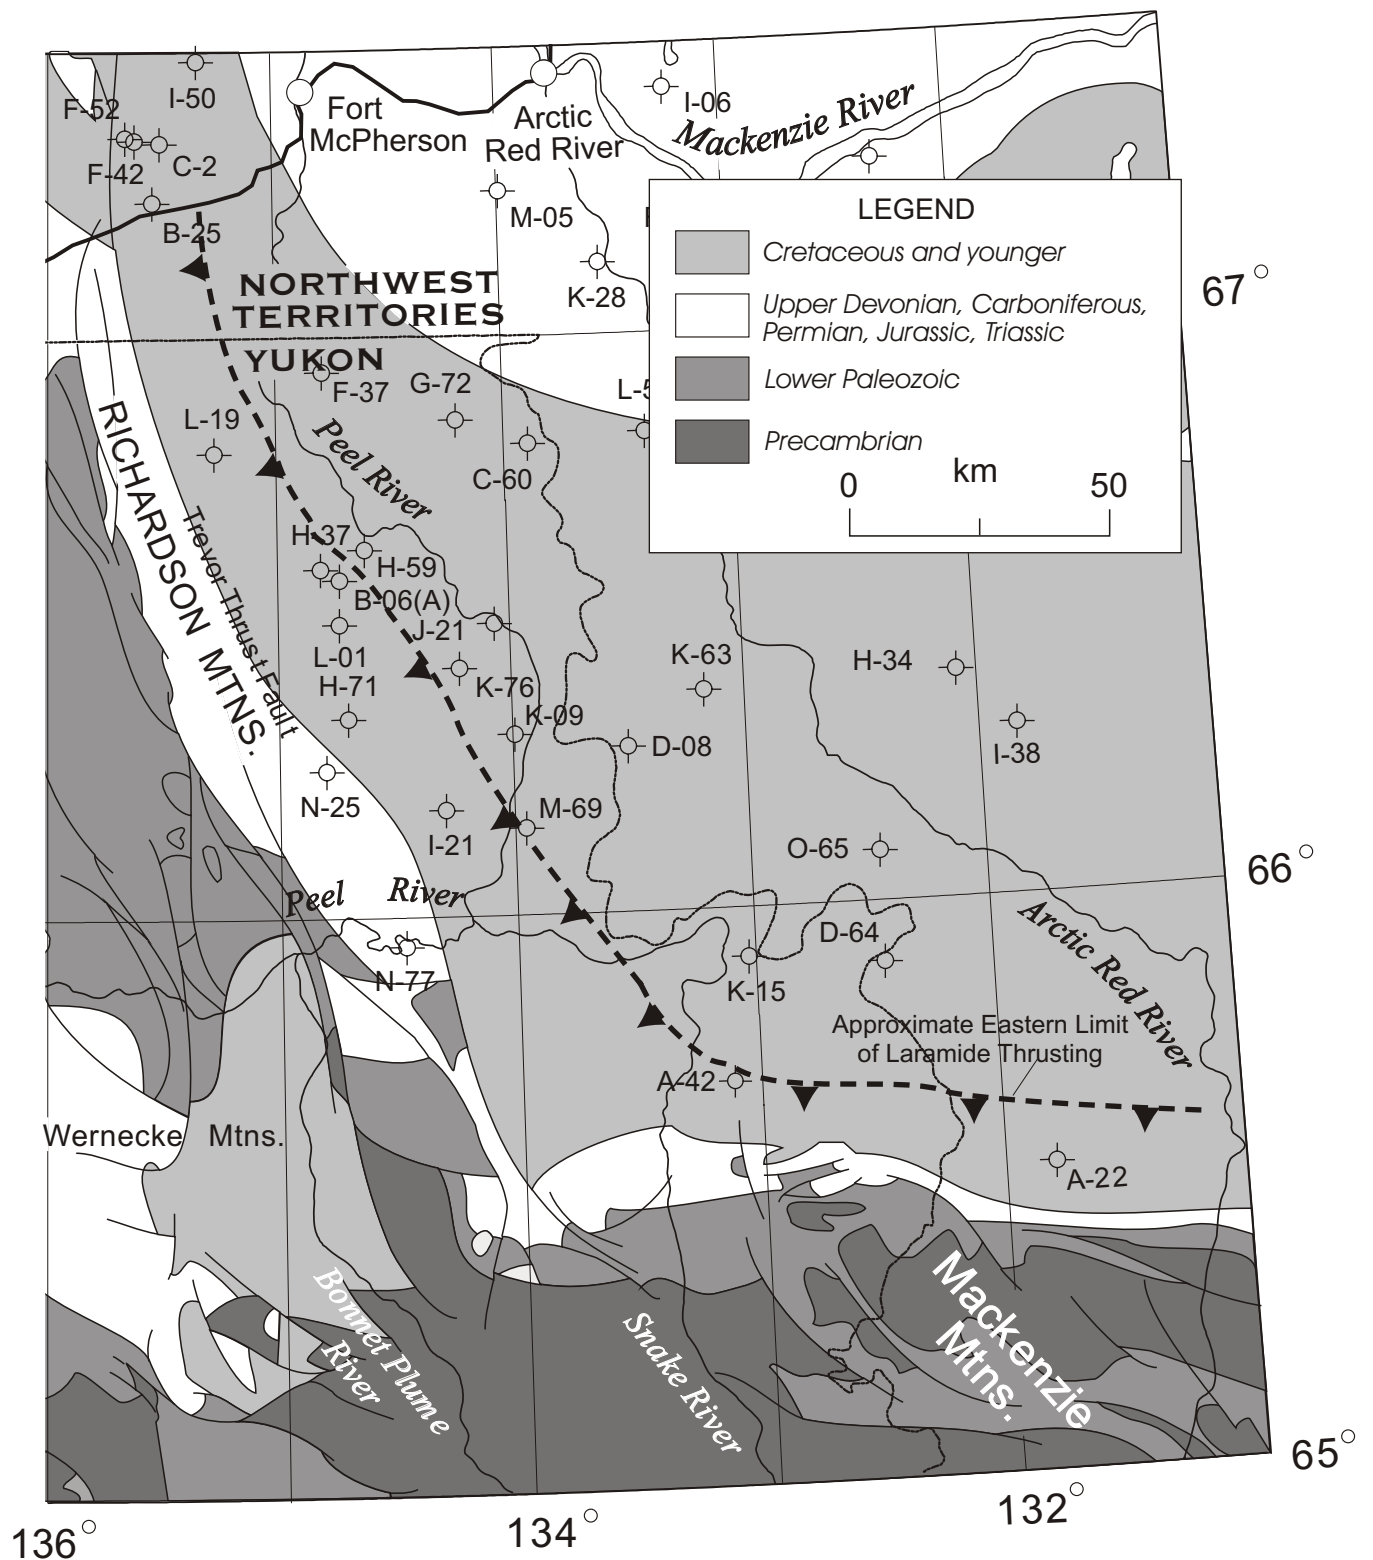 I-50
F-52
Fort
McPherson
Arctic
Red River
I-06
Mackenzie River
F-42
C-2
B-25
M-05
K-28
LEGEND
Cretaceous and younger
Upper Devonian, Carboniferous,
Permian, Jurassic, Triassic
Lower Paleozoic
Precambrian
km
0
50
67°
NORTHWEST
TERRITORIES
YUKON
F-37
G-72
L-19
C-60
Peel River
RICHARDSON MTNS.
Trevor Thrust Fault
H-37
H-59
B-06(A)
J-21
L-01
H-71
K-76
K-09
K-63
H-34
D-08
I-38
N-25
I-21
M-69
O-65
66°
Peel River
N-77
D-64
K-15
Arctic Red River
Approximate Eastern Limit
of Laramide Thrusting
A-42
A-22
Wernecke Mtns.
Bonnet Plume
River
Snake River
Mackenzie
Mtns.
65°
136°
134°
132°